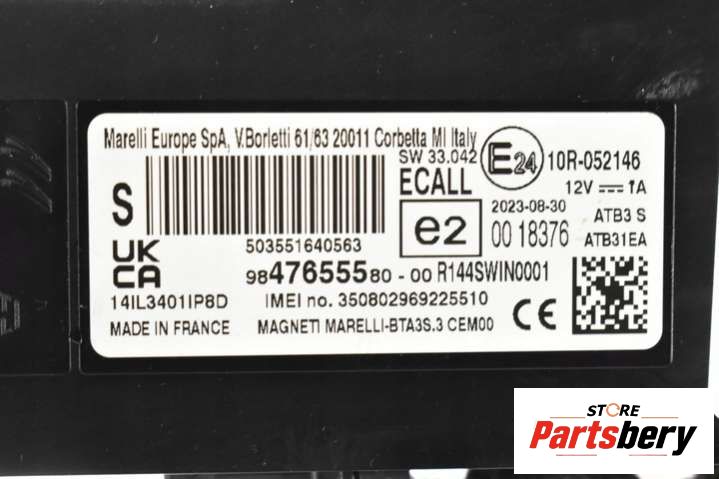 Marelli Europe SpA, V.Borletti 61/63 20011 Corbetta MI Italy
SW 33.042
E24
10R-052146
ECALL
12V 1A
S
e2
2023-08-30
ATB3 S
00 18376
ATB31EA
503551640563
UK
CA
9847655580-00 R144SWIN0001
14IL3401IP8D
IMEI no. 350802969225510
CE
MADE IN FRANCE
MAGNETI MARELLI-BTA3S.3 CEM00
STORE
Partsbery